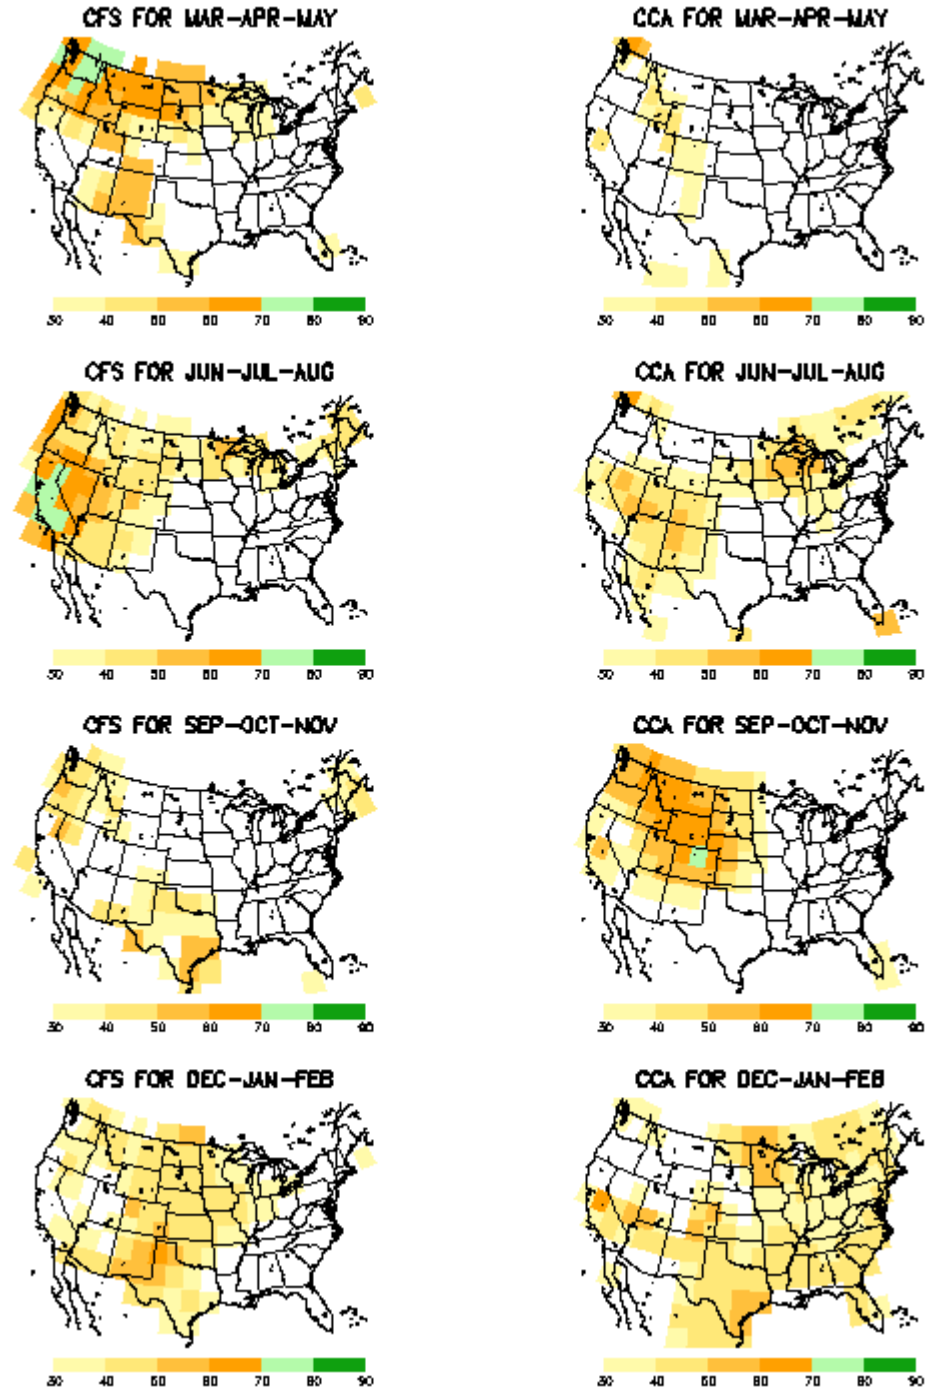 CFS FOR MAR-APR-MAY
CCA FOR MAR-APR-MAY
30 40 50 60 70 80 90
30 40 50 60 70 80 90
CFS FOR JUN-JUL-AUG
CCA FOR JUN-JUL-AUG
30 40 50 60 70 80 90
30 40 50 60 70 80 90
CFS FOR SEP-OCT-NOV
CCA FOR SEP-OCT-NOV
30 40 50 60 70 80 90
30 40 50 60 70 80 90
CFS FOR DEC-JAN-FEB
CCA FOR DEC-JAN-FEB
30 40 50 60 70 80 90
30 40 50 60 70 80 90